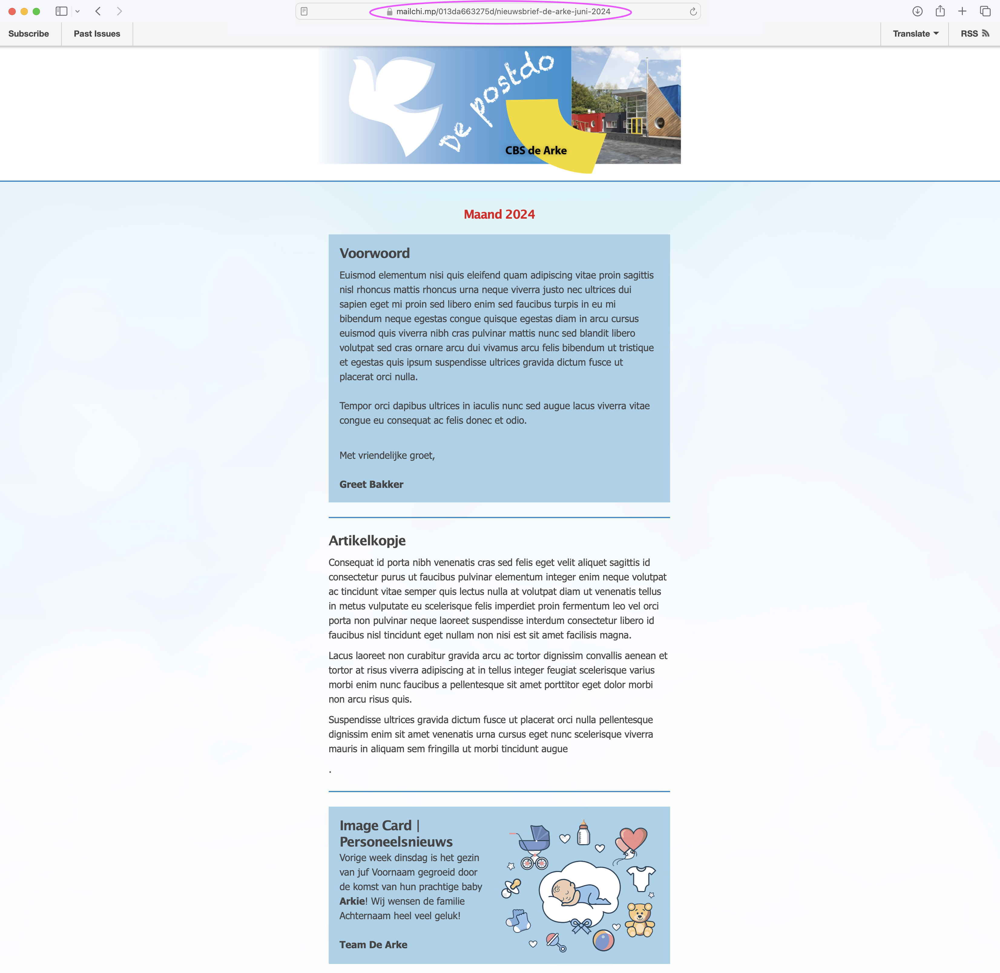 mailchi.mp/013da663275d/nieuwsbrief-de-arke-juni-2024
Subscribe
Past Issues
Translate
RSS
De postdo
CBS de Arke
Maand 2024
Voorwoord
Euismod elementum nisi quis eleifend quam adipiscing vitae proin sagittis
nisl rhoncus mattis rhoncus urna neque viverra justo nec ultrices dui
sapien eget mi proin sed libero enim sed faucibus turpis in eu mi
bibendum neque egestas congue quisque egestas diam in arcu cursus
euismod quis viverra nibh cras pulvinar mattis nunc sed blandit libero
volutpat sed cras ornare arcu dui vivamus arcu felis bibendum ut tristique
et egestas quis ipsum suspendisse ultrices gravida dictum fusce ut
placerat orci nulla.
Tempor orci dapibus ultrices in iaculis nunc sed augue lacus viverra vitae
congue eu consequat ac felis donec et odio.
Met vriendelijke groet,
Greet Bakker
Artikelkopje
Consequat id porta nibh venenatis cras sed felis eget velit aliquet sagittis id
consectetur purus ut faucibus pulvinar elementum integer enim neque volutpat
ac tincidunt vitae semper quis lectus nulla at volutpat diam ut venenatis tellus
in metus vulputate eu scelerisque felis imperdiet proin fermentum leo vel orci
porta non pulvinar neque laoreet suspendisse interdum consectetur libero id
faucibus nisl tincidunt eget nullam non nisi est sit amet facilisis magna.
Lacus laoreet non curabitur gravida arcu ac tortor dignissim convallis aenean et
tortor at risus viverra adipiscing at in tellus integer feugiat scelerisque varius
morbi enim nunc faucibus a pellentesque sit amet porttitor eget dolor morbi
non arcu risus quis.
Suspendisse ultrices gravida dictum fusce ut placerat orci nulla pellentesque
dignissim enim sit amet venenatis urna cursus eget nunc scelerisque viverra
mauris in aliquam sem fringilla ut morbi tincidunt augue
.
Image Card |
Personeelsnieuws
Vorige week dinsdag is het gezin
van juf Voornaam gegroeid door
de komst van hun prachtige baby
Arkie! Wij wensen de familie
Achternaam heel veel geluk!
Team De Arke